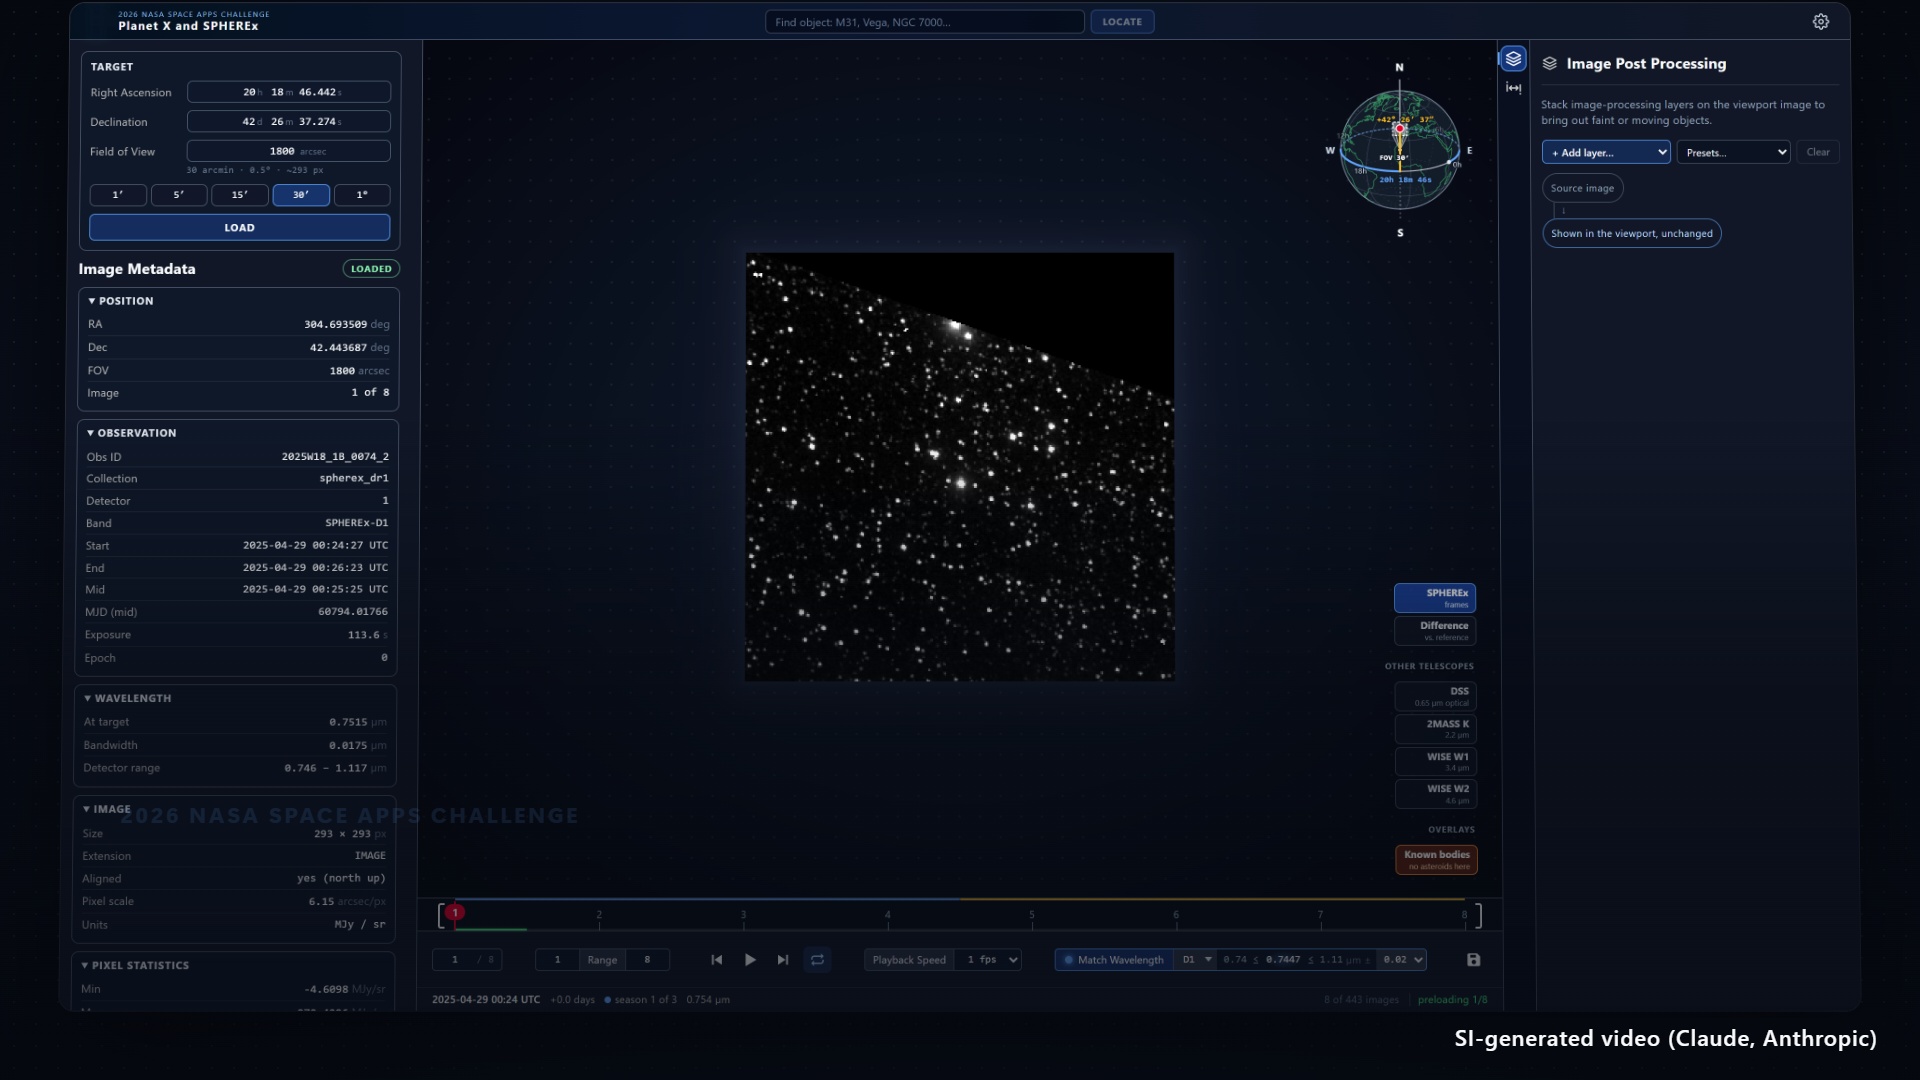 2026 NASA SPACE APPS CHALLENGE
Planet X and SPHEREx
Find object: M31, Vega, NGC 7000...
LOCATE
TARGET
Right Ascension 20h 18m 46.442s
Declination 42d 26m 37.274s
Field of View 1800 arcsec
30 arcmin · 0.5° · ~293 px
1′ 5′ 15′ 30′ 1°
LOAD
Image Metadata LOADED
▼ POSITION
RA 304.693509 deg
Dec 42.443687 deg
FOV 1800 arcsec
Image 1 of 8
▼ OBSERVATION
Obs ID 2025W18_1B_0074_2
Collection spherex_dr1
Detector 1
Band SPHEREx-D1
Start 2025-04-29 00:24:27 UTC
End 2025-04-29 00:26:23 UTC
Mid 2025-04-29 00:25:25 UTC
MJD (mid) 60794.01766
Exposure 113.6 s
Epoch 0
▼ WAVELENGTH
At target 0.7515 µm
Bandwidth 0.0175 µm
Detector range 0.746 – 1.117 µm
▼ IMAGE
2026 NASA SPACE APPS CHALLENGE
Size 293 × 293 px
Extension IMAGE
Aligned yes (north up)
Pixel scale 6.15 arcsec/px
Units MJy / sr
▼ PIXEL STATISTICS
Min -4.6098 MJy/sr
N
W E
S
+42° 26′ 37″
FOV 30′
18h 0h
20h 18m 46s
SPHEREx
frames
Difference
vs. reference
OTHER TELESCOPES
DSS
0.65 µm optical
2MASS K
2.2 µm
WISE W1
3.4 µm
WISE W2
4.6 µm
OVERLAYS
Known bodies
no asteroids here
1 2 3 4 5 6 7 8
1 / 8
1 Range 8
Playback Speed 1 fps
Match Wavelength D1 ▼ 0.74 ≤ 0.7447 ≤ 1.11 µm ± 0.02
2025-04-29 00:24 UTC +0.0 days season 1 of 3 0.754 µm
8 of 443 images preloading 1/8
Image Post Processing
Stack image-processing layers on the viewport image to
bring out faint or moving objects.
+ Add layer... Presets... Clear
Source image
↓
Shown in the viewport, unchanged
SI-generated video (Claude, Anthropic)